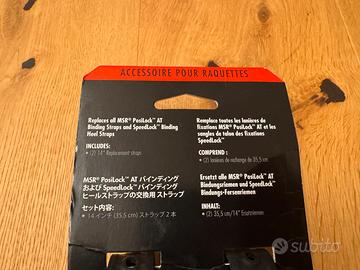 ACCESSOIRE POUR RAQUETTES
Replaces all MSR® PosiLock™ AT
Binding Straps and SpeedLock™ Binding
Heel Straps
INCLUDES:
• (2) 14" Replacement straps
Remplace toutes les lanières de
fixations MSR® PosiLock™ AT et les
sangles de talon des fixations
SpeedLock™
COMPREND :
• (2) lanières de rechange de 35,5 cm
MSR® PosiLock™ AT バインディング
および SpeedLock™ バインディング
ヒールストラップの交換用 ストラップ
セット内容:
• 14 インチ (35.5 cm) ストラップ 2 本
Ersetzt alle MSR® PosiLock™ AT
Bindungsriemen und SpeedLock™
Bindungs-Fersenriemen
INHALT:
• (2) 35,5 cm/14" Ersatzriemen
subito